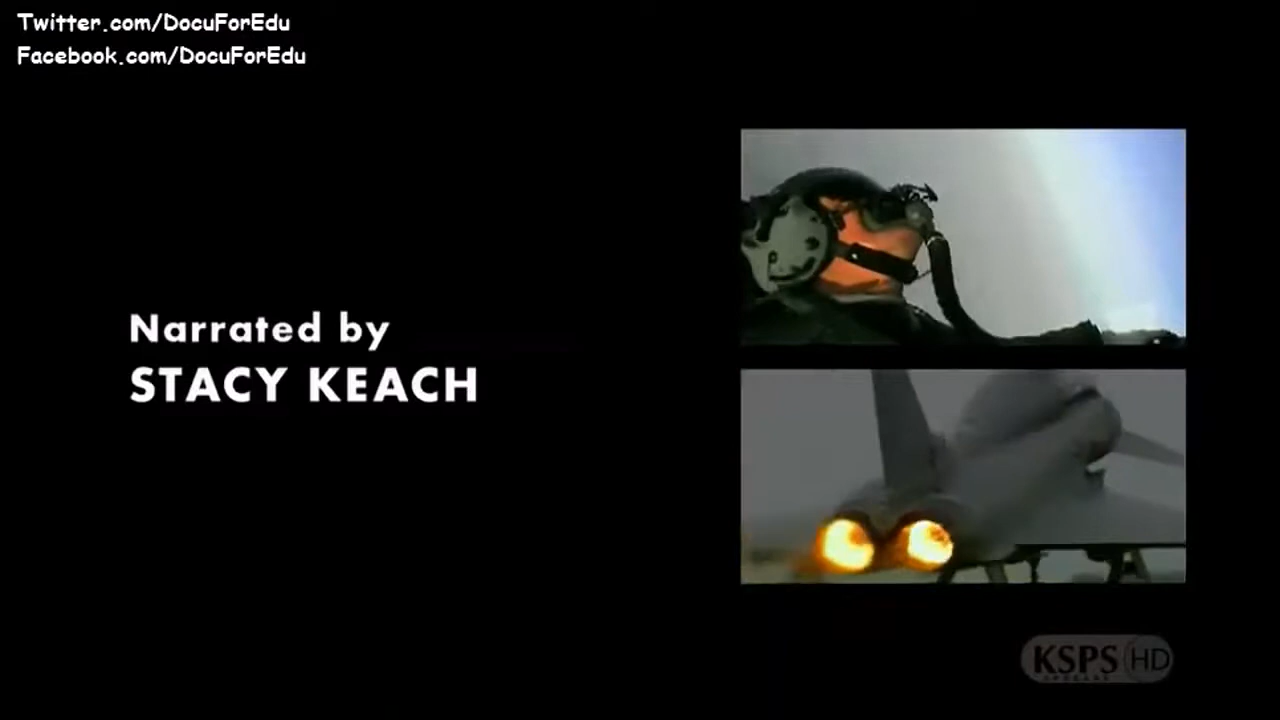 Twitter.com/DocuForEdu
Facebook.com/DocuForEdu
Narrated by
STACY KEACH
KSPS HD